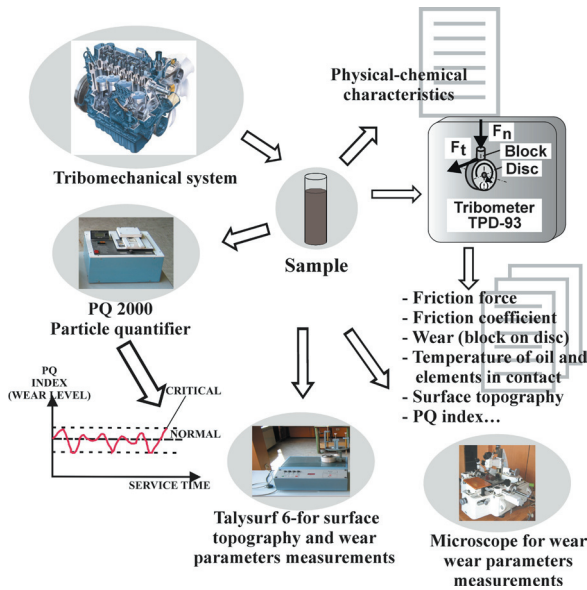 Physical-chemical
characteristics
Tribomechanical system
Fn
Ft
Block
Disc
Tribometer
TPD-93
Sample
PQ 2000
Particle quantifier
- Friction force
- Friction coefficient
- Wear (block on disc)
- Temperature of oil and
elements in contact
- Surface topography
- PQ index...
PQ
INDEX
(WEAR LEVEL)
CRITICAL
NORMAL
SERVICE TIME
Talysurf 6-for surface
topography and wear
parameters measurements
Microscope for wear
wear parameters
measurements